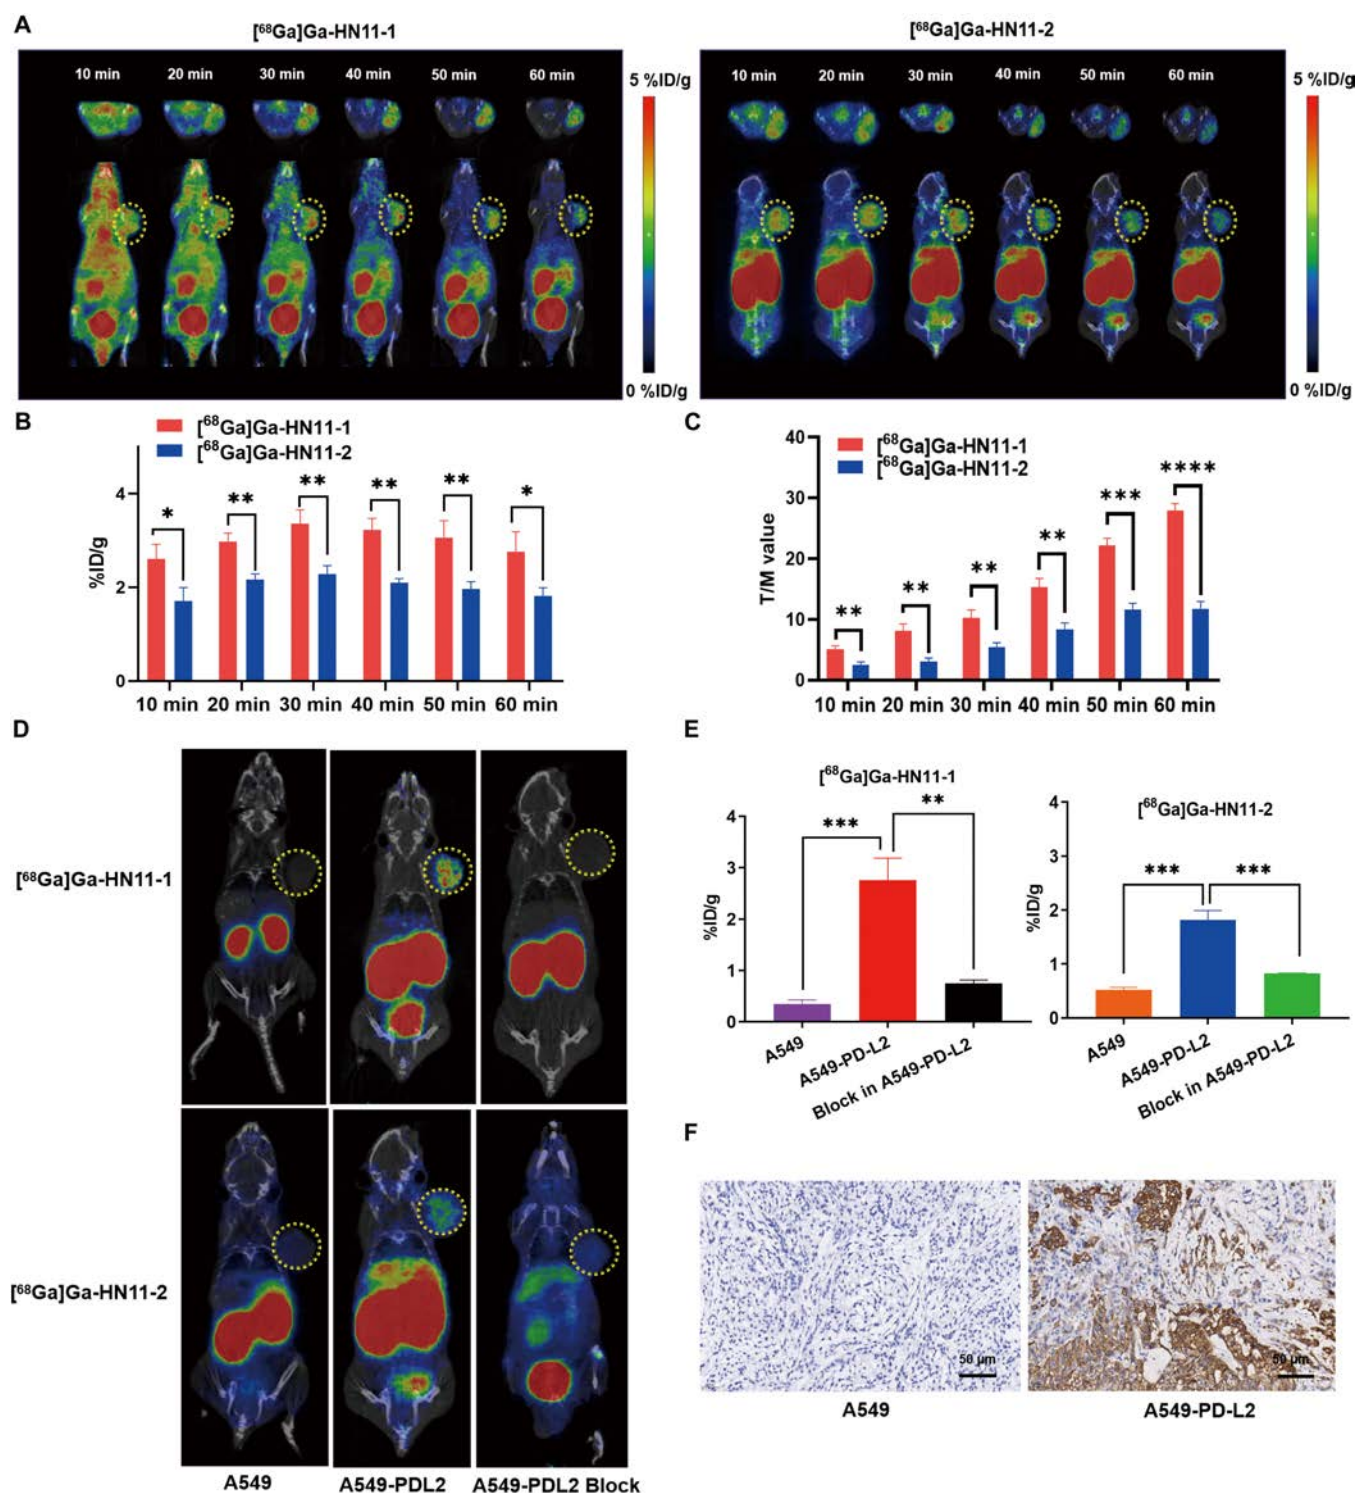 A
[⁶⁸Ga]Ga-HN11-1
[⁶⁸Ga]Ga-HN11-2
10 min 20 min 30 min 40 min 50 min 60 min
5 %ID/g
0 %ID/g
10 min 20 min 30 min 40 min 50 min 60 min
5 %ID/g
0 %ID/g
B
[⁶⁸Ga]Ga-HN11-1
[⁶⁸Ga]Ga-HN11-2
%ID/g
4
2
0
* ** ** ** ** *
10 min 20 min 30 min 40 min 50 min 60 min
C
[⁶⁸Ga]Ga-HN11-1
[⁶⁸Ga]Ga-HN11-2
T/M value
40
30
20
10
0
** ** ** ** *** ****
10 min 20 min 30 min 40 min 50 min 60 min
D
[⁶⁸Ga]Ga-HN11-1
[⁶⁸Ga]Ga-HN11-2
A549 A549-PDL2 A549-PDL2 Block
E
[⁶⁸Ga]Ga-HN11-1
%ID/g
4
3
2
1
0
*** **
A549
A549-PD-L2
Block in A549-PD-L2
[⁶⁸Ga]Ga-HN11-2
%ID/g
2
1
0
*** ***
A549
A549-PD-L2
Block in A549-PD-L2
F
50 μm
50 μm
A549
A549-PD-L2